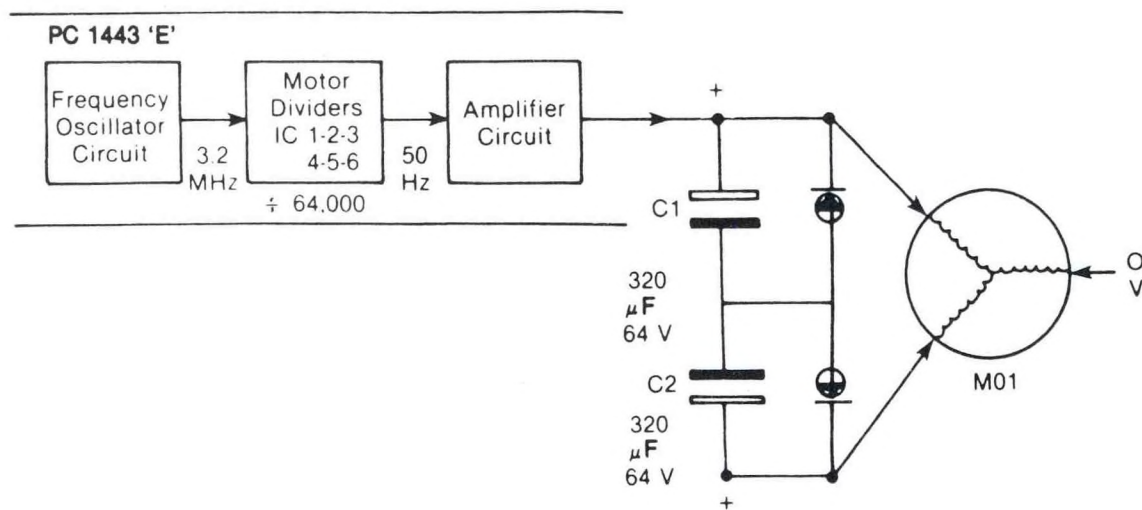 PC 1443 'E'
Frequency
Oscillator
Circuit
3.2
MHz
Motor
Dividers
IC 1-2-3
4-5-6
÷ 64,000
50
Hz
Amplifier
Circuit
+
C1
320
μF
64 V
C2
320
μF
64 V
+
O
V
M01